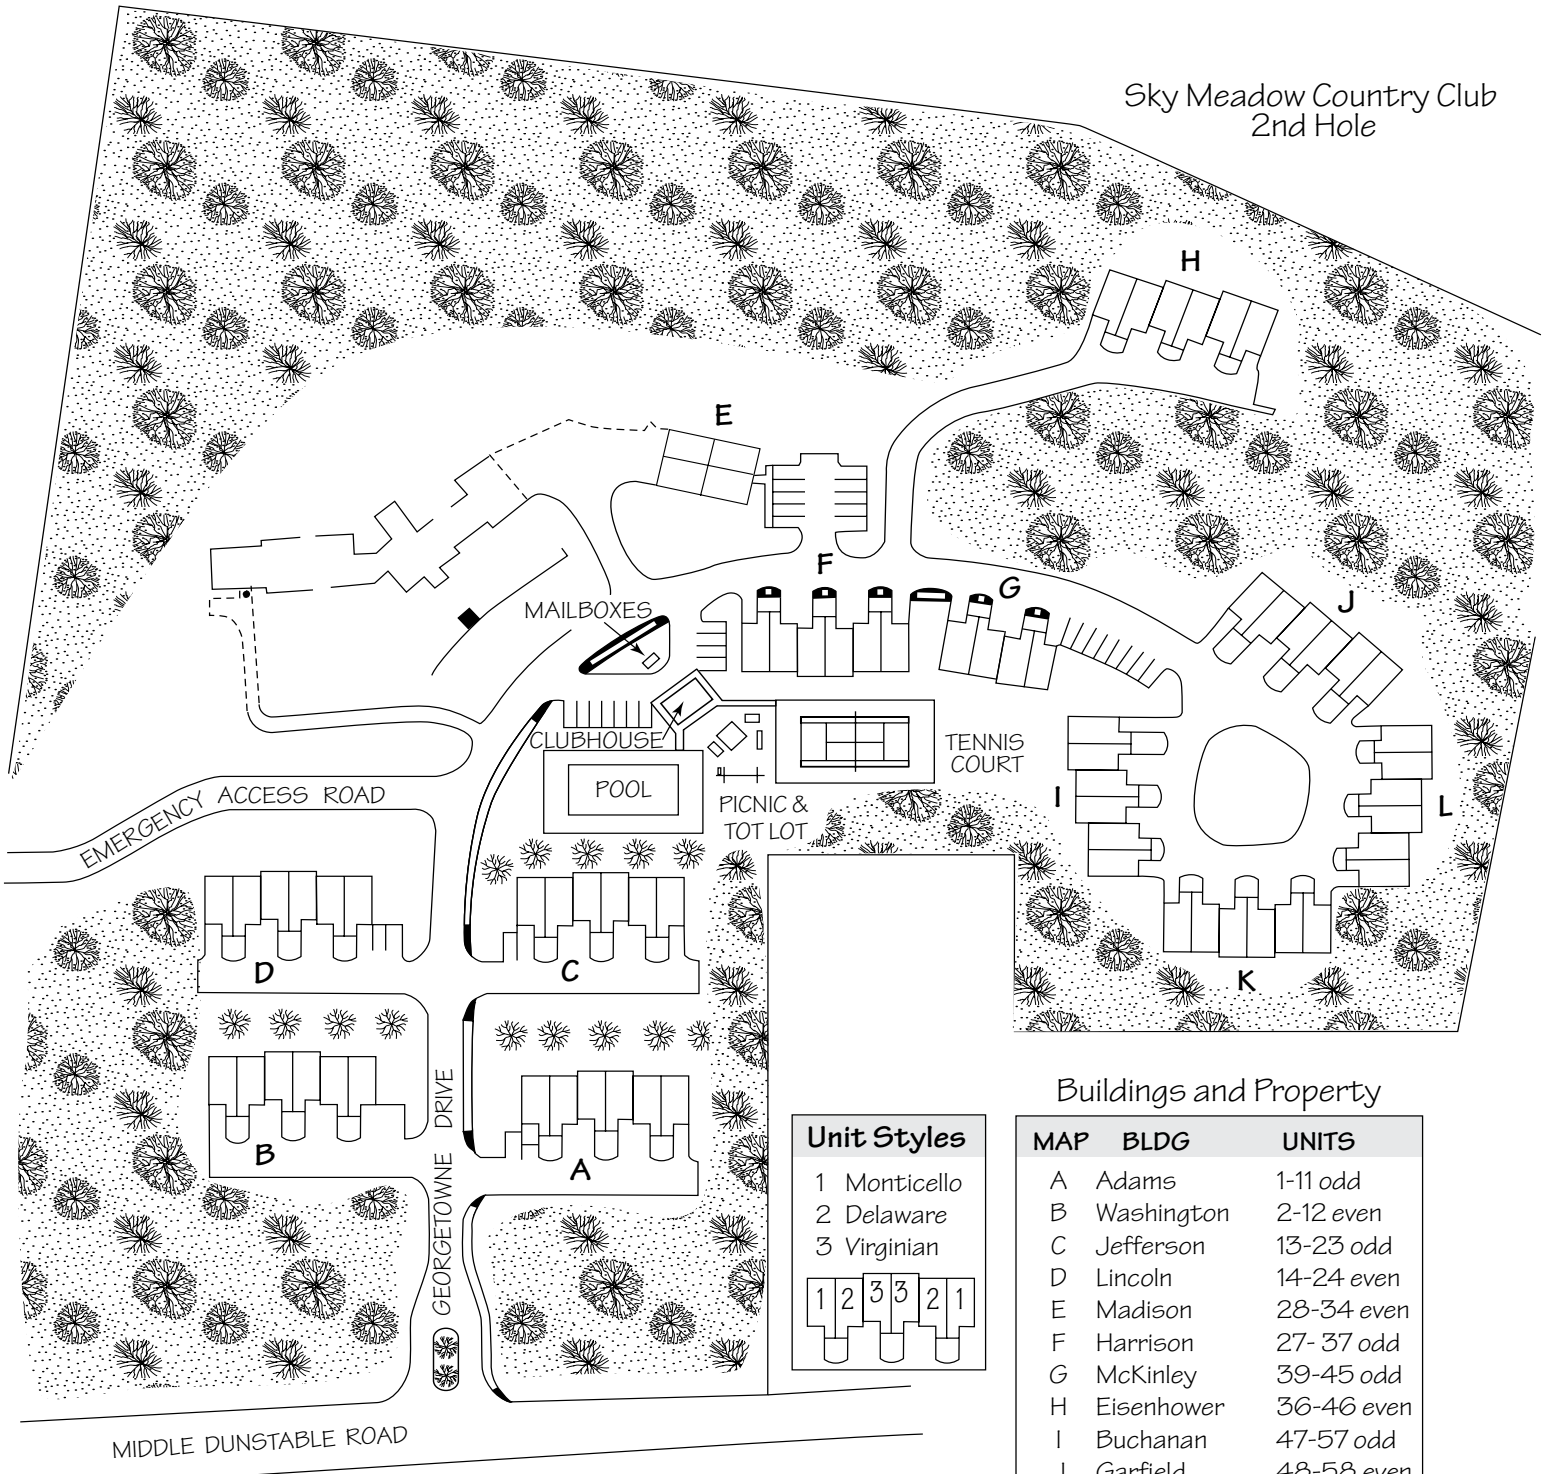 Sky Meadow Country Club
2nd Hole
H
E
F
G
J
MAILBOXES
CLUBHOUSE
TENNIS
COURT
POOL
PICNIC &
TOT LOT
I
L
EMERGENCY ACCESS ROAD
D
C
K
GEORGETOWNE DRIVE
B
A
MIDDLE DUNSTABLE ROAD
Unit Styles
1 Monticello
2 Delaware
3 Virginian
1 2 3 3 2 1
Buildings and Property
MAP BLDG UNITS
A Adams 1-11 odd
B Washington 2-12 even
C Jefferson 13-23 odd
D Lincoln 14-24 even
E Madison 28-34 even
F Harrison 27- 37 odd
G McKinley 39-45 odd
H Eisenhower 36-46 even
I Buchanan 47-57 odd
J Garfield 48-58 even